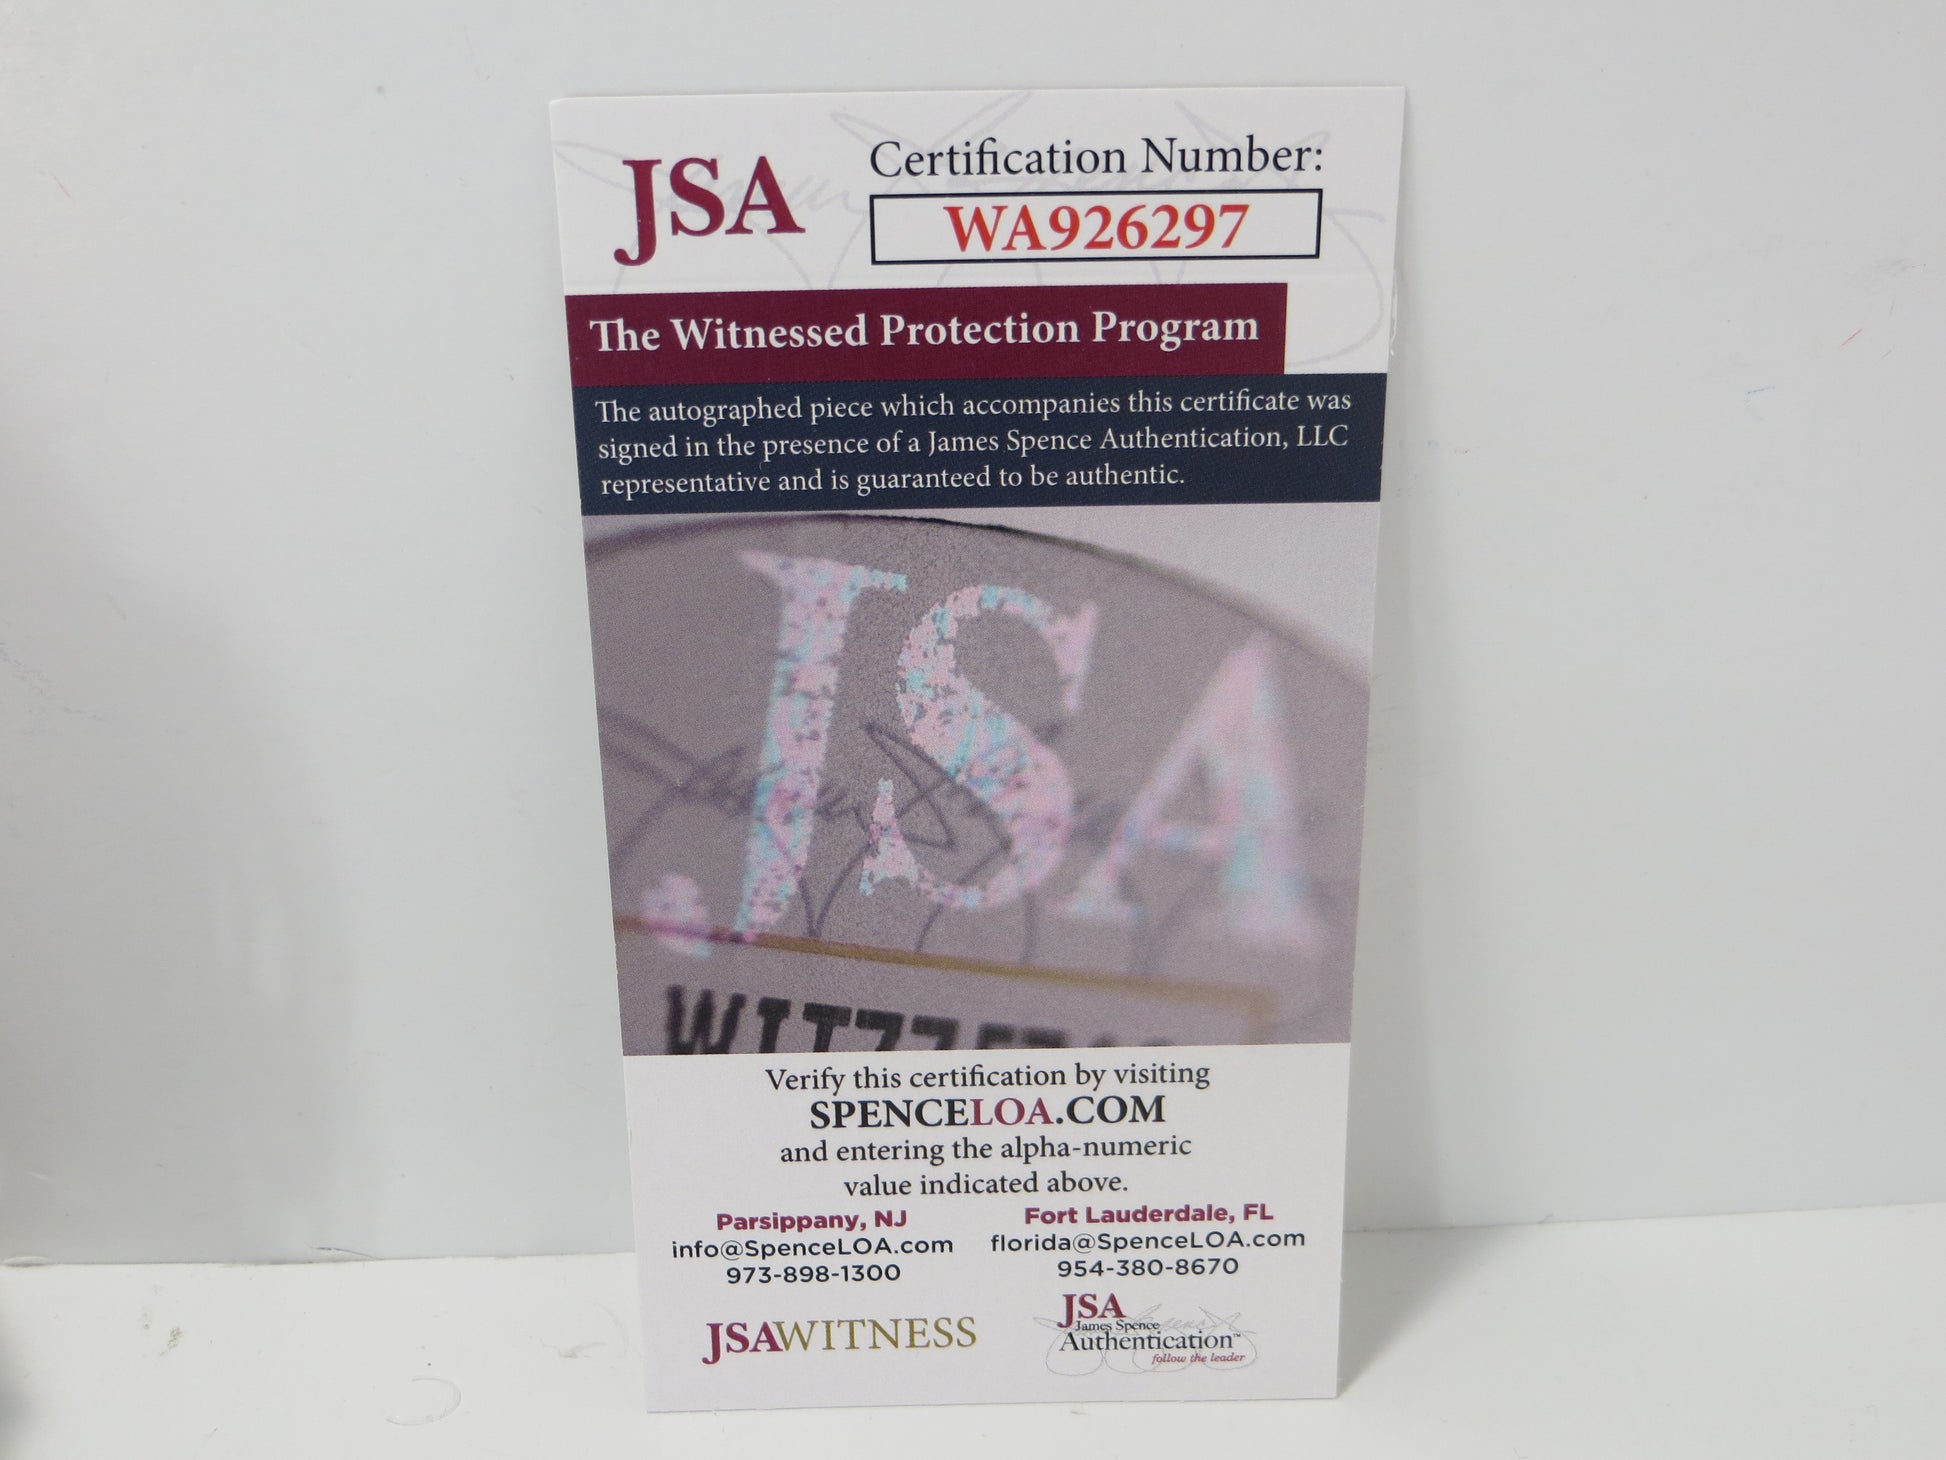 JSA
Certification Number:
WA926297
The Witnessed Protection Program
The autographed piece which accompanies this certificate was
signed in the presence of a James Spence Authentication, LLC
representative and is guaranteed to be authentic.
JSA
Verify this certification by visiting
SPENCELOA.COM
and entering the alpha-numeric
value indicated above.
Parsippany, NJ
info@SpenceLOA.com
973-898-1300
Fort Lauderdale, FL
florida@SpenceLOA.com
954-380-8670
JSAWITNESS
JSA
James Spence
Authentication™
follow the leader